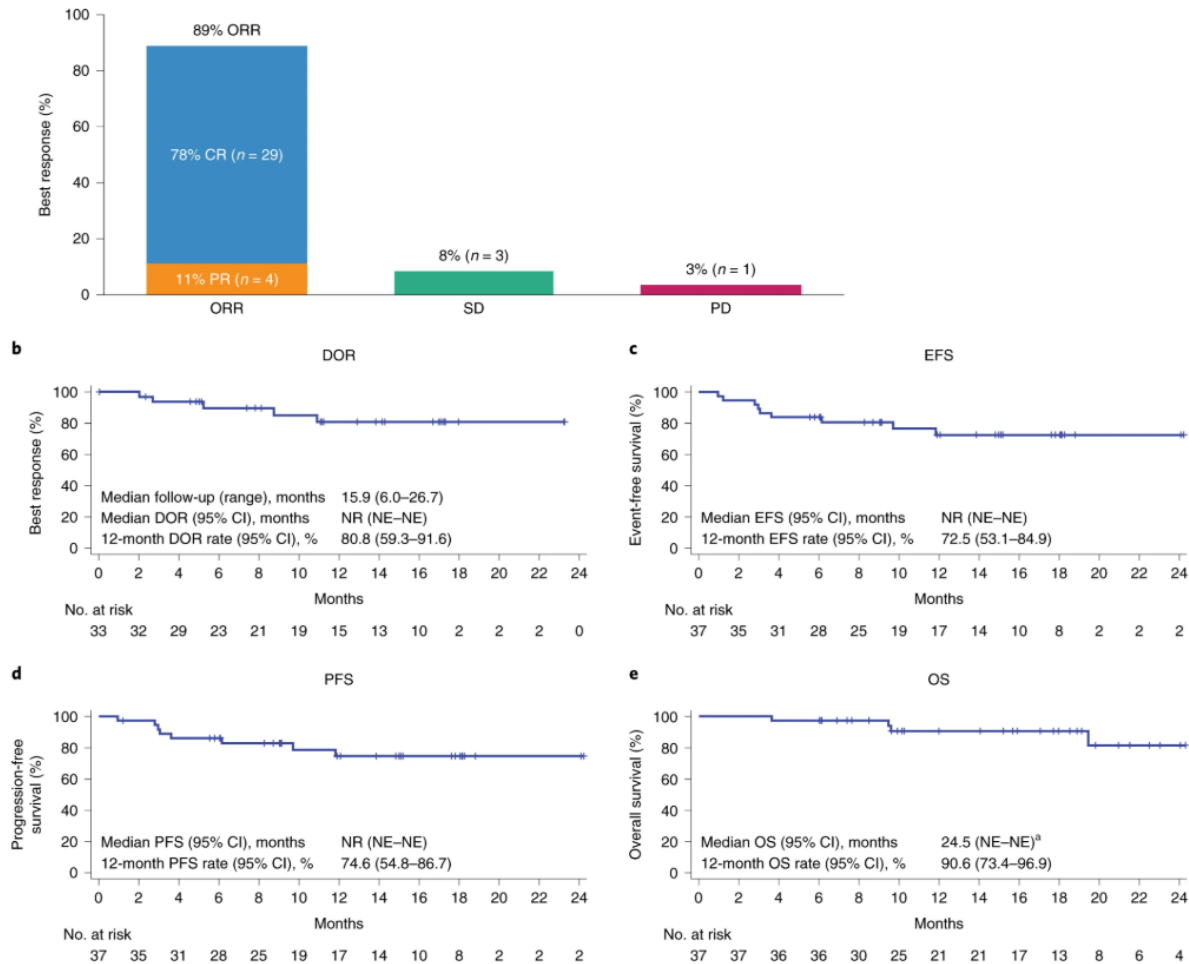 100
80
60
40
20
0
Best response (%)
89% ORR
78% CR (n = 29)
11% PR (n = 4)
8% (n = 3)
3% (n = 1)
ORR SD PD
b
DOR
100
80
60
40
20
0
Best response (%)
Median follow-up (range), months 15.9 (6.0–26.7)
Median DOR (95% CI), months NR (NE–NE)
12-month DOR rate (95% CI), % 80.8 (59.3–91.6)
0 2 4 6 8 10 12 14 16 18 20 22 24
Months
No. at risk
33 32 29 23 21 19 15 13 10 2 2 2 0
c
EFS
100
80
60
40
20
0
Event-free survival (%)
Median EFS (95% CI), months NR (NE–NE)
12-month EFS rate (95% CI), % 72.5 (53.1–84.9)
0 2 4 6 8 10 12 14 16 18 20 22 24
Months
No. at risk
37 35 31 28 25 19 17 14 10 8 2 2 2
d
PFS
100
80
60
40
20
0
Progression-free
survival (%)
Median PFS (95% CI), months NR (NE–NE)
12-month PFS rate (95% CI), % 74.6 (54.8–86.7)
0 2 4 6 8 10 12 14 16 18 20 22 24
Months
No. at risk
37 35 31 28 25 19 17 14 10 8 2 2 2
e
OS
100
80
60
40
20
0
Overall survival (%)
Median OS (95% CI), months 24.5 (NE–NE)ᵃ
12-month OS rate (95% CI), % 90.6 (73.4–96.9)
0 2 4 6 8 10 12 14 16 18 20 22 24
Months
No. at risk
37 37 36 36 30 25 21 21 17 13 8 6 4